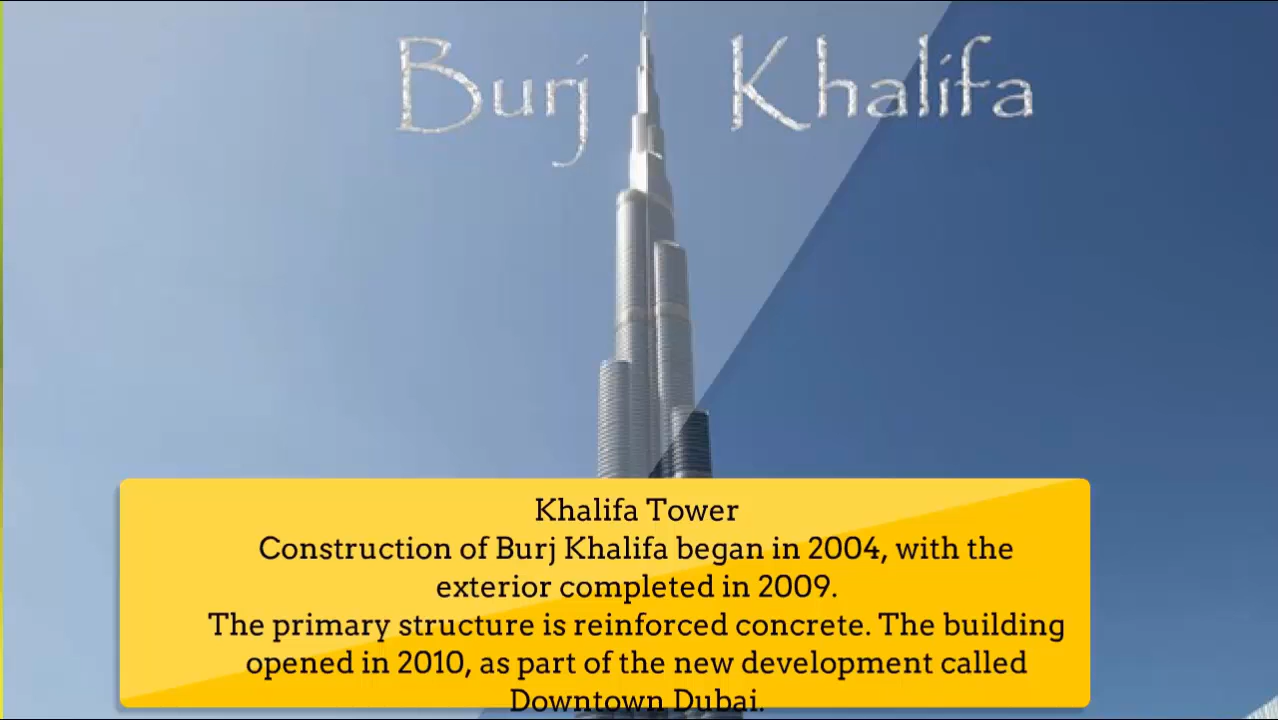 Burj Khalifa
Khalifa Tower
Construction of Burj Khalifa began in 2004, with the
exterior completed in 2009.
The primary structure is reinforced concrete. The building
opened in 2010, as part of the new development called
Downtown Dubai.